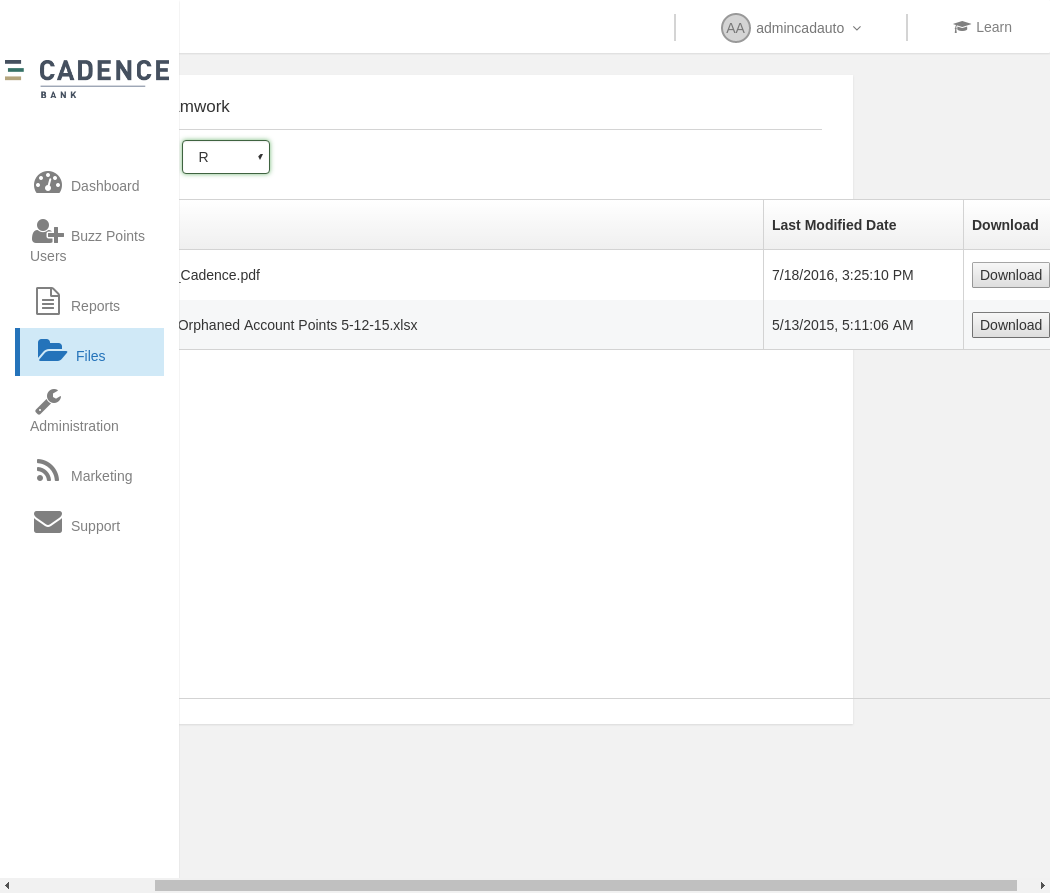 AA admincadauto
Learn
CADENCE
BANK
amwork
R
Last Modified Date
Download
_Cadence.pdf
7/18/2016, 3:25:10 PM
Download
Orphaned Account Points 5-12-15.xlsx
5/13/2015, 5:11:06 AM
Download
Dashboard
Buzz Points
Users
Reports
Files
Administration
Marketing
Support